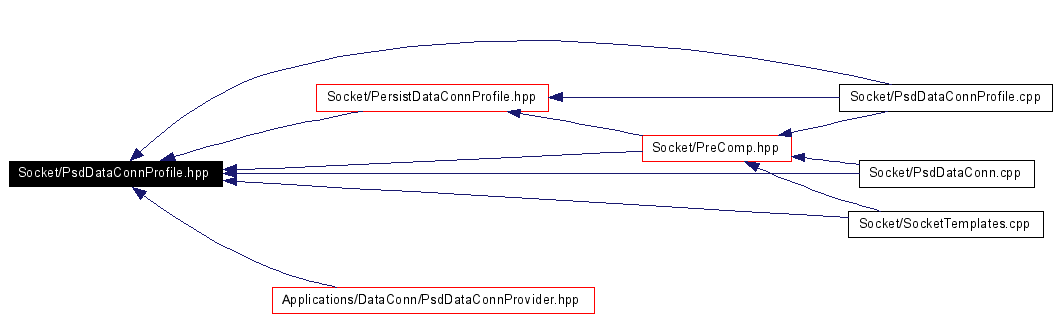 Socket/PersistDataConnProfile.hpp
Socket/PsdDataConnProfile.cpp
Socket/PreComp.hpp
Socket/PsdDataConnProfile.hpp
Socket/PsdDataConn.cpp
Socket/SocketTemplates.cpp
Applications/DataConn/PsdDataConnProvider.hpp